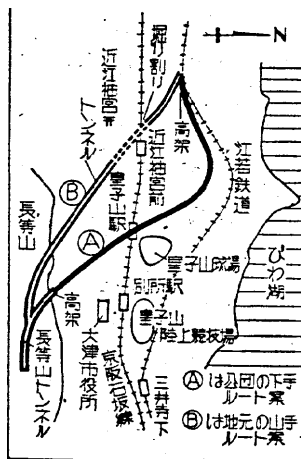 N
掘り割り
近江神宮
トンネル
近江神宮前
高架
江若鉄道
びわ湖
皇子山駅
Ⓑ
Ⓐ
長等山
皇子山球場
別所駅
皇子山
陸上競技場
高架
大津市役所
長等山トンネル
京阪石坂線
三井寺下
Ⓐは公団の下手
ルート案
Ⓑは地元の山手
ルート案